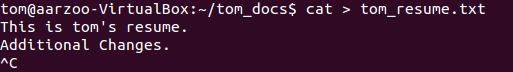 tom@aarzoo-VirtualBox:~/tom_docs$ cat > tom_resume.txt
This is tom's resume.
Additional Changes.
^C